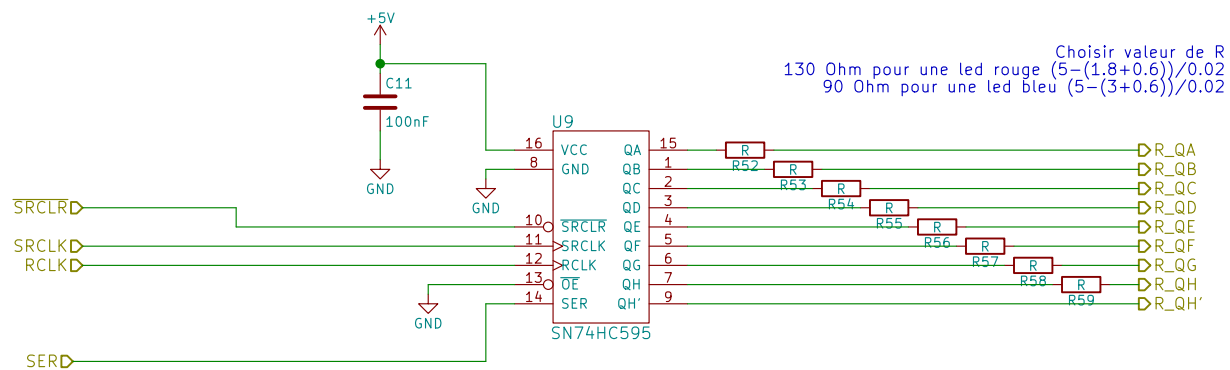 +5V
Choisir valeur de R
130 Ohm pour une led rouge (5-(1.8+0.6))/0.02
90 Ohm pour une led bleu (5-(3+0.6))/0.02
C11
100nF
GND
U9
16 VCC QA 15 R R52 R_QA
8 GND QB 1 R R53 R_QB
GND
QC 2 R R54 R_QC
SRCLR QD 3 R R55 R_QD
10 SRCLR QE 4 R R56 R_QE
SRCLK 11 SRCLK QF 5 R R57 R_QF
RCLK 12 RCLK QG 6 R R58 R_QG
13 OE QH 7 R R59 R_QH
GND
14 SER QH' 9 R_QH'
SN74HC595
SER